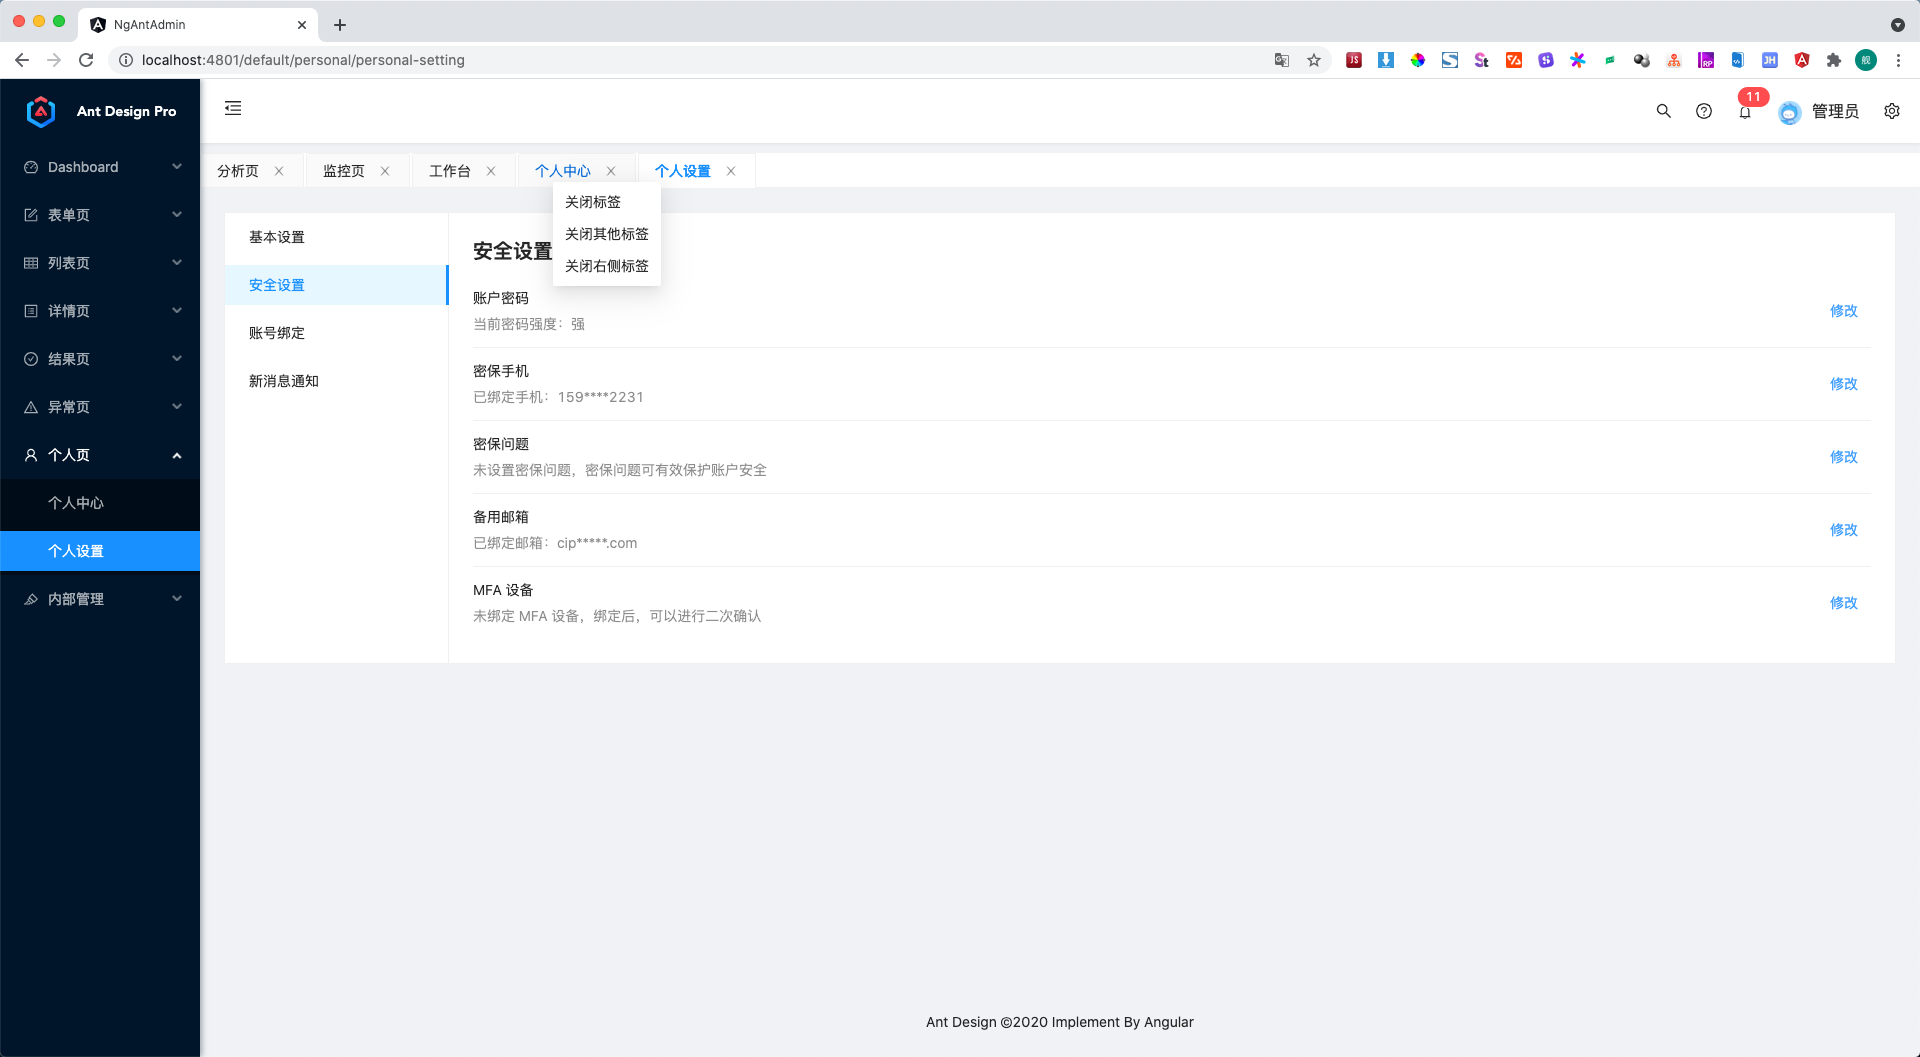 NgAntAdmin
localhost:4801/default/personal/personal-setting
Ant Design Pro
11
管理员
Dashboard
表单页
列表页
详情页
结果页
异常页
个人页
个人中心
个人设置
内部管理
分析页
监控页
工作台
个人中心
个人设置
关闭标签
关闭其他标签
关闭右侧标签
基本设置
安全设置
账号绑定
新消息通知
安全设置
账户密码
当前密码强度：强
修改
密保手机
已绑定手机：159****2231
修改
密保问题
未设置密保问题，密保问题可有效保护账户安全
修改
备用邮箱
已绑定邮箱：cip*****.com
修改
MFA 设备
未绑定 MFA 设备，绑定后，可以进行二次确认
修改
Ant Design ©2020 Implement By Angular